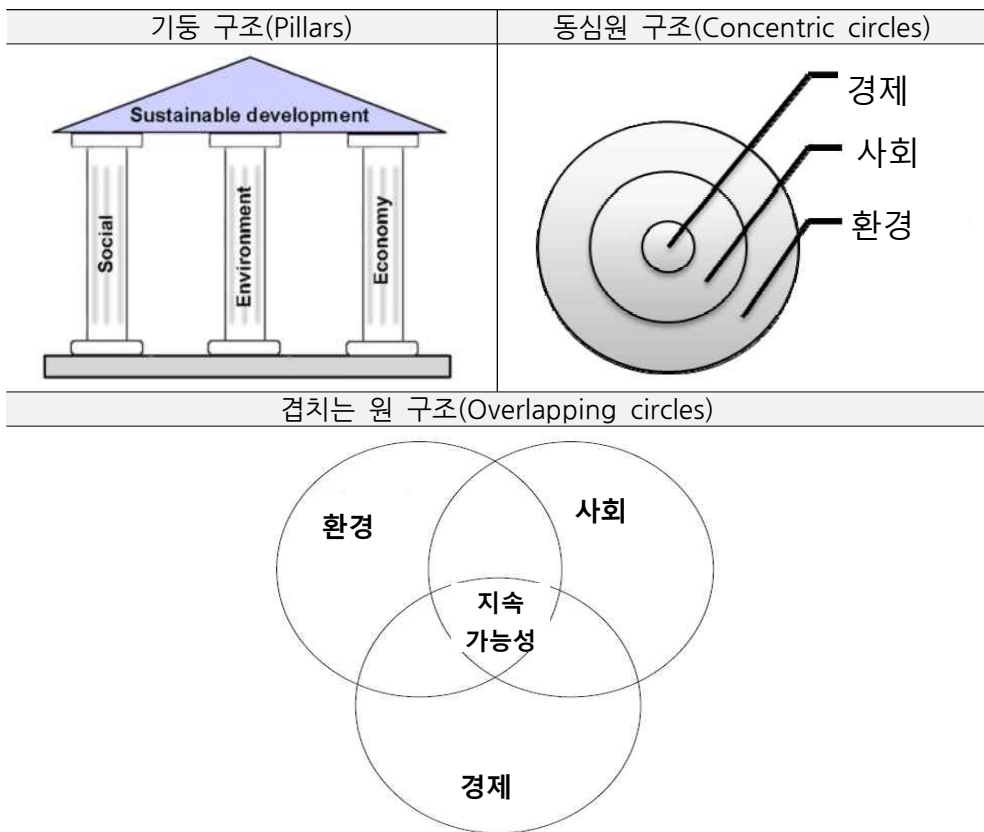 기둥 구조(Pillars)
동심원 구조(Concentric circles)
Sustainable development
Social
Environment
Economy
경제
사회
환경
겹치는 원 구조(Overlapping circles)
환경
사회
지속
가능성
경제